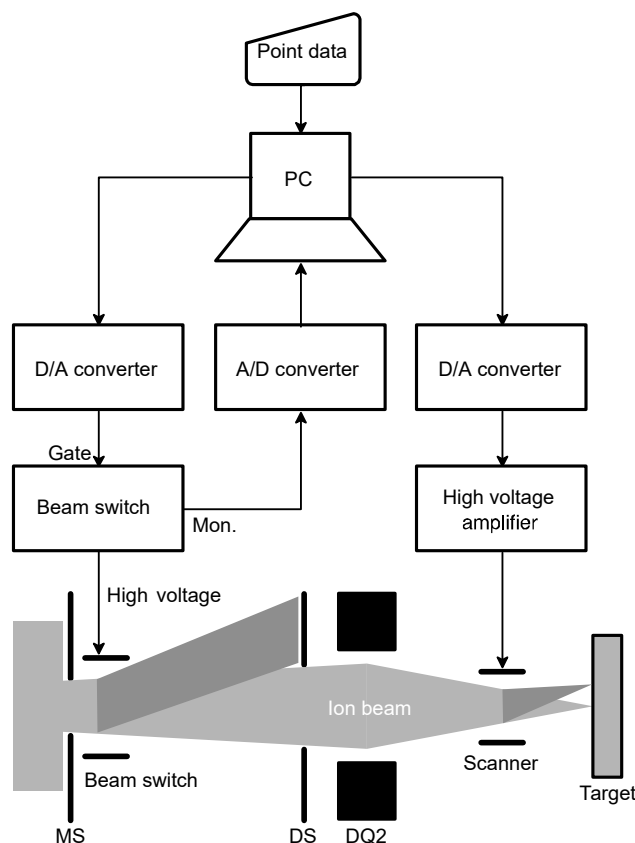 Point data
PC
D/A converter
A/D converter
D/A converter
Gate
Beam switch
Mon.
High voltage
amplifier
High voltage
Ion beam
Beam switch
Scanner
Target
MS
DS
DQ2